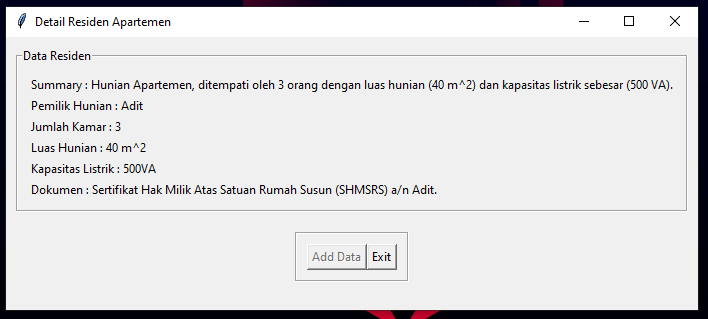 Detail Residen Apartemen
Data Residen
Summary : Hunian Apartemen, ditempati oleh 3 orang dengan luas hunian (40 m^2) dan kapasitas listrik sebesar (500 VA).
Pemilik Hunian : Adit
Jumlah Kamar : 3
Luas Hunian : 40 m^2
Kapasitas Listrik : 500VA
Dokumen : Sertifikat Hak Milik Atas Satuan Rumah Susun (SHMSRS) a/n Adit.
Add Data Exit